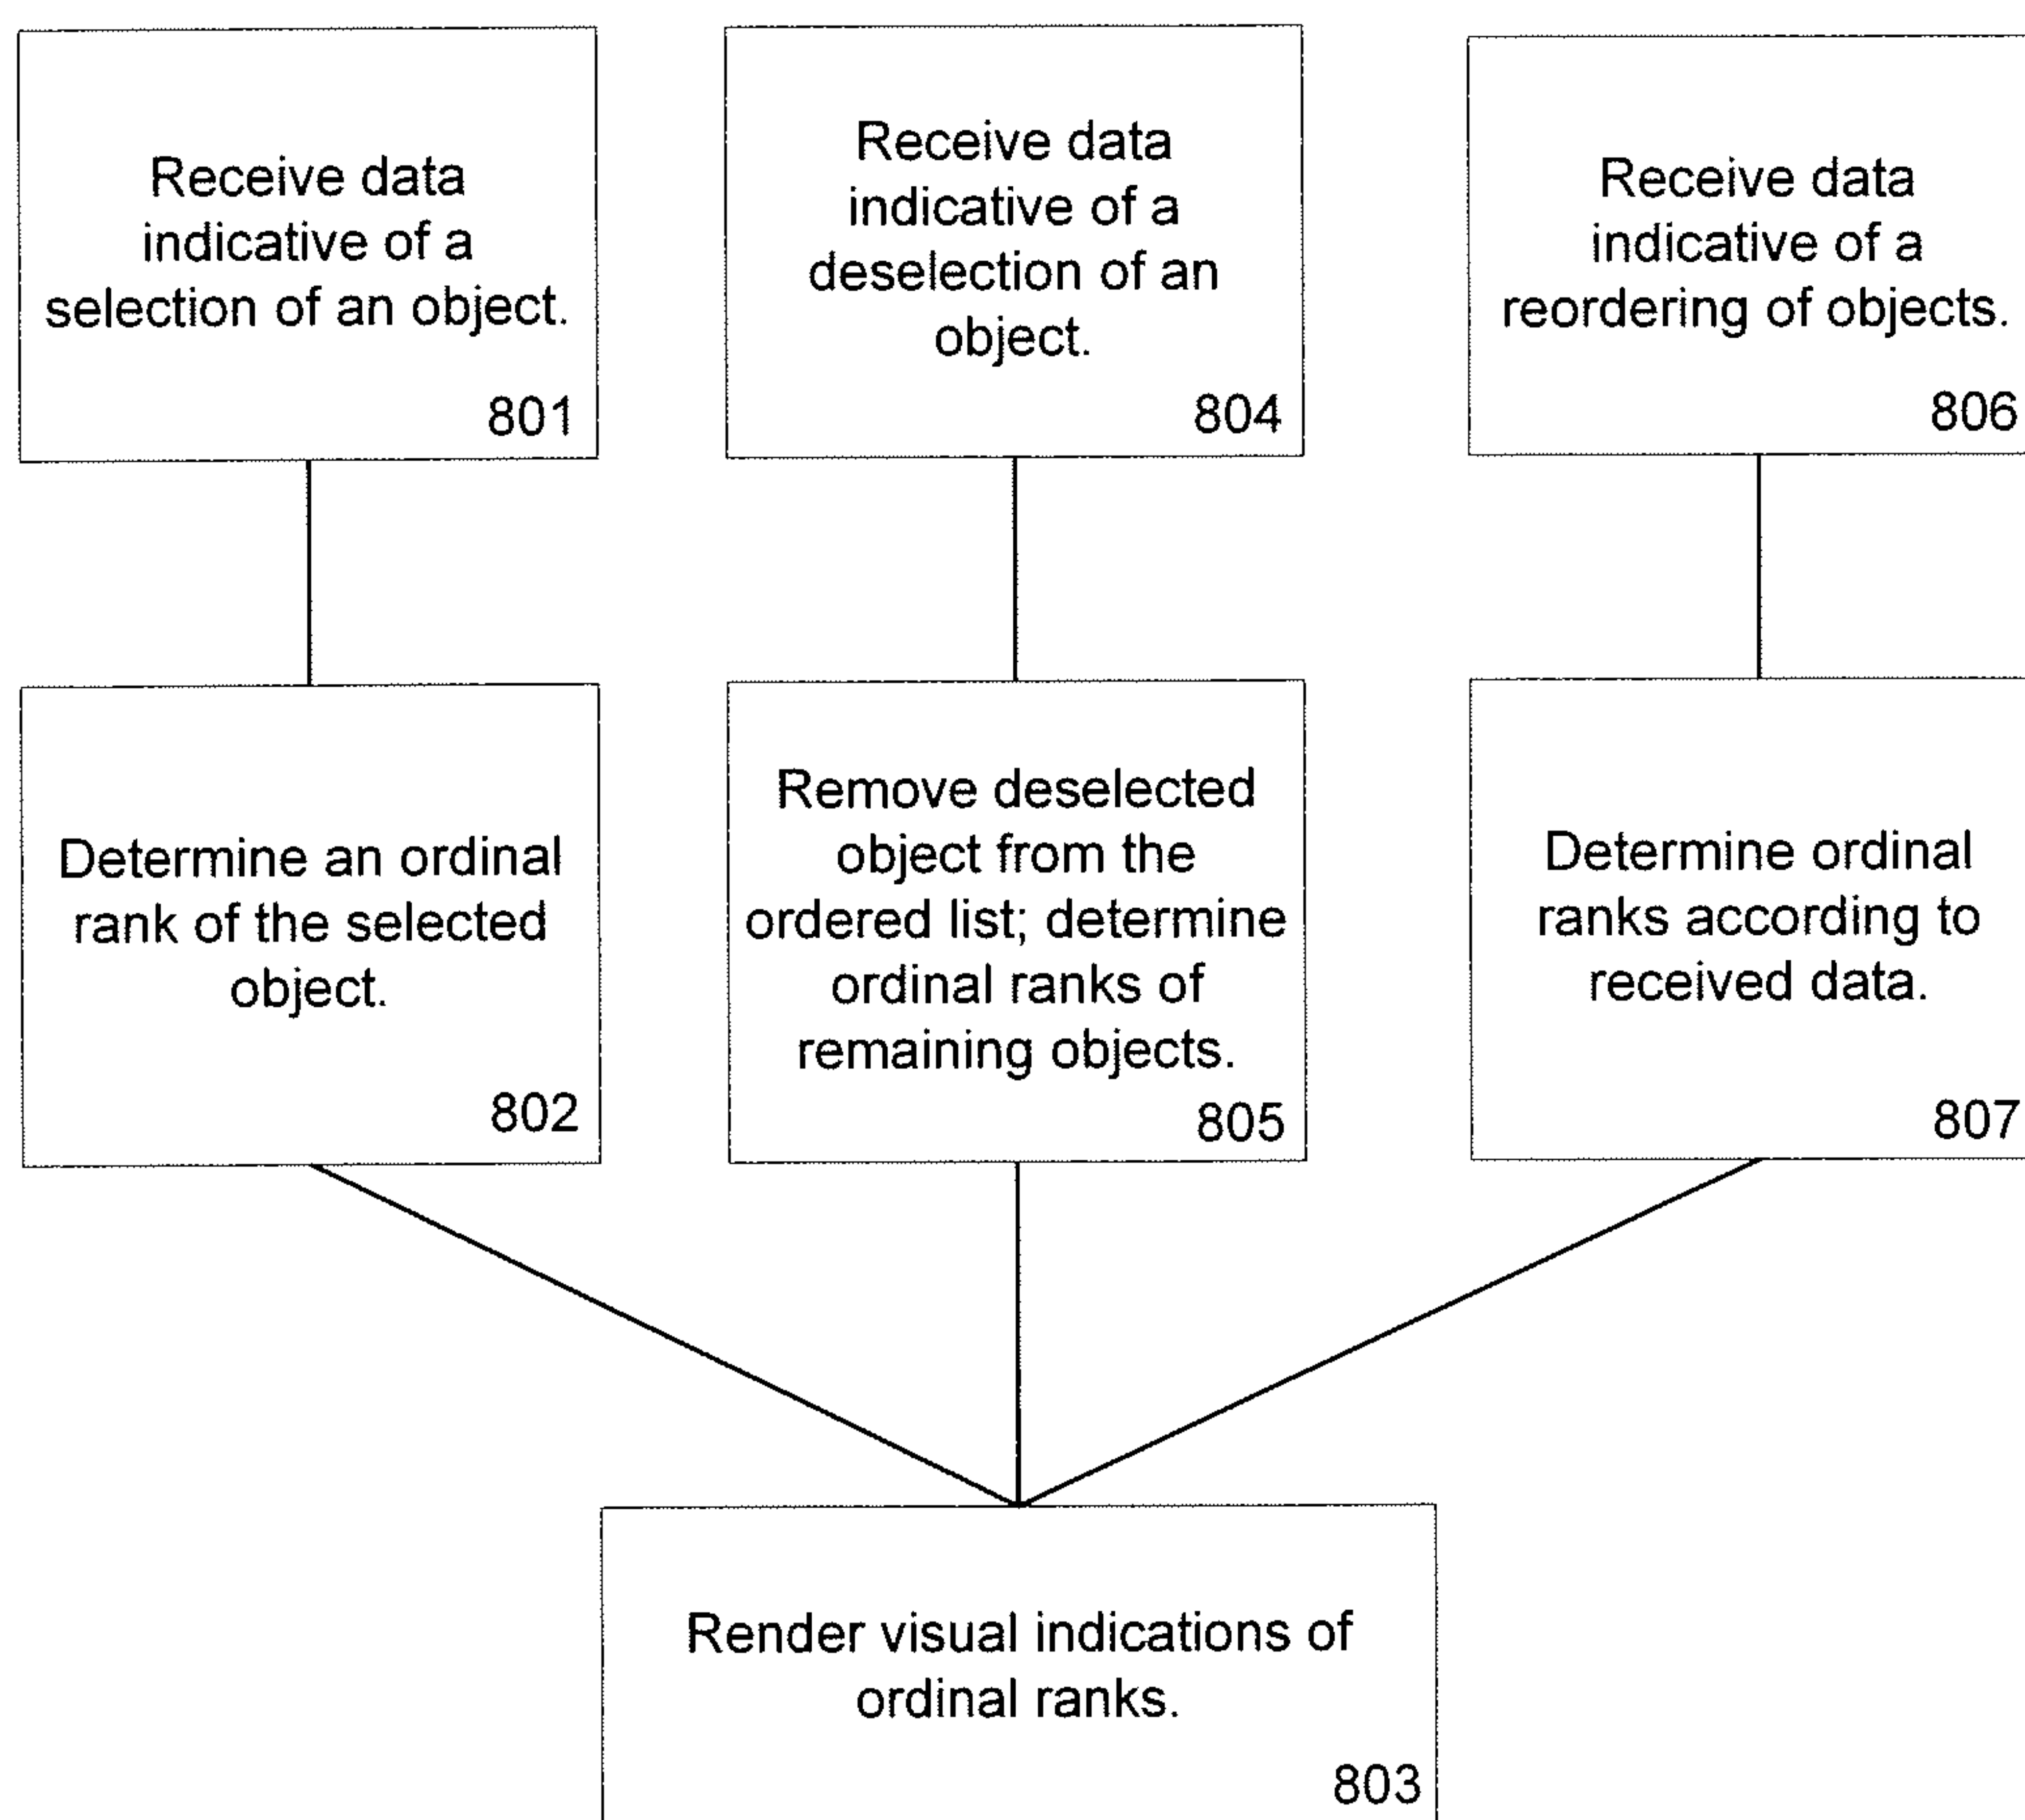 Receive data
indicative of a
selection of an object.
801
Receive data
indicative of a
deselection of an
object.
804
Receive data
indicative of a
reordering of objects.
806
Determine an ordinal
rank of the selected
object.
802
Remove deselected
object from the
ordered list; determine
ordinal ranks of
remaining objects.
805
Determine ordinal
ranks according to
received data.
807
Render visual indications of
ordinal ranks.
803